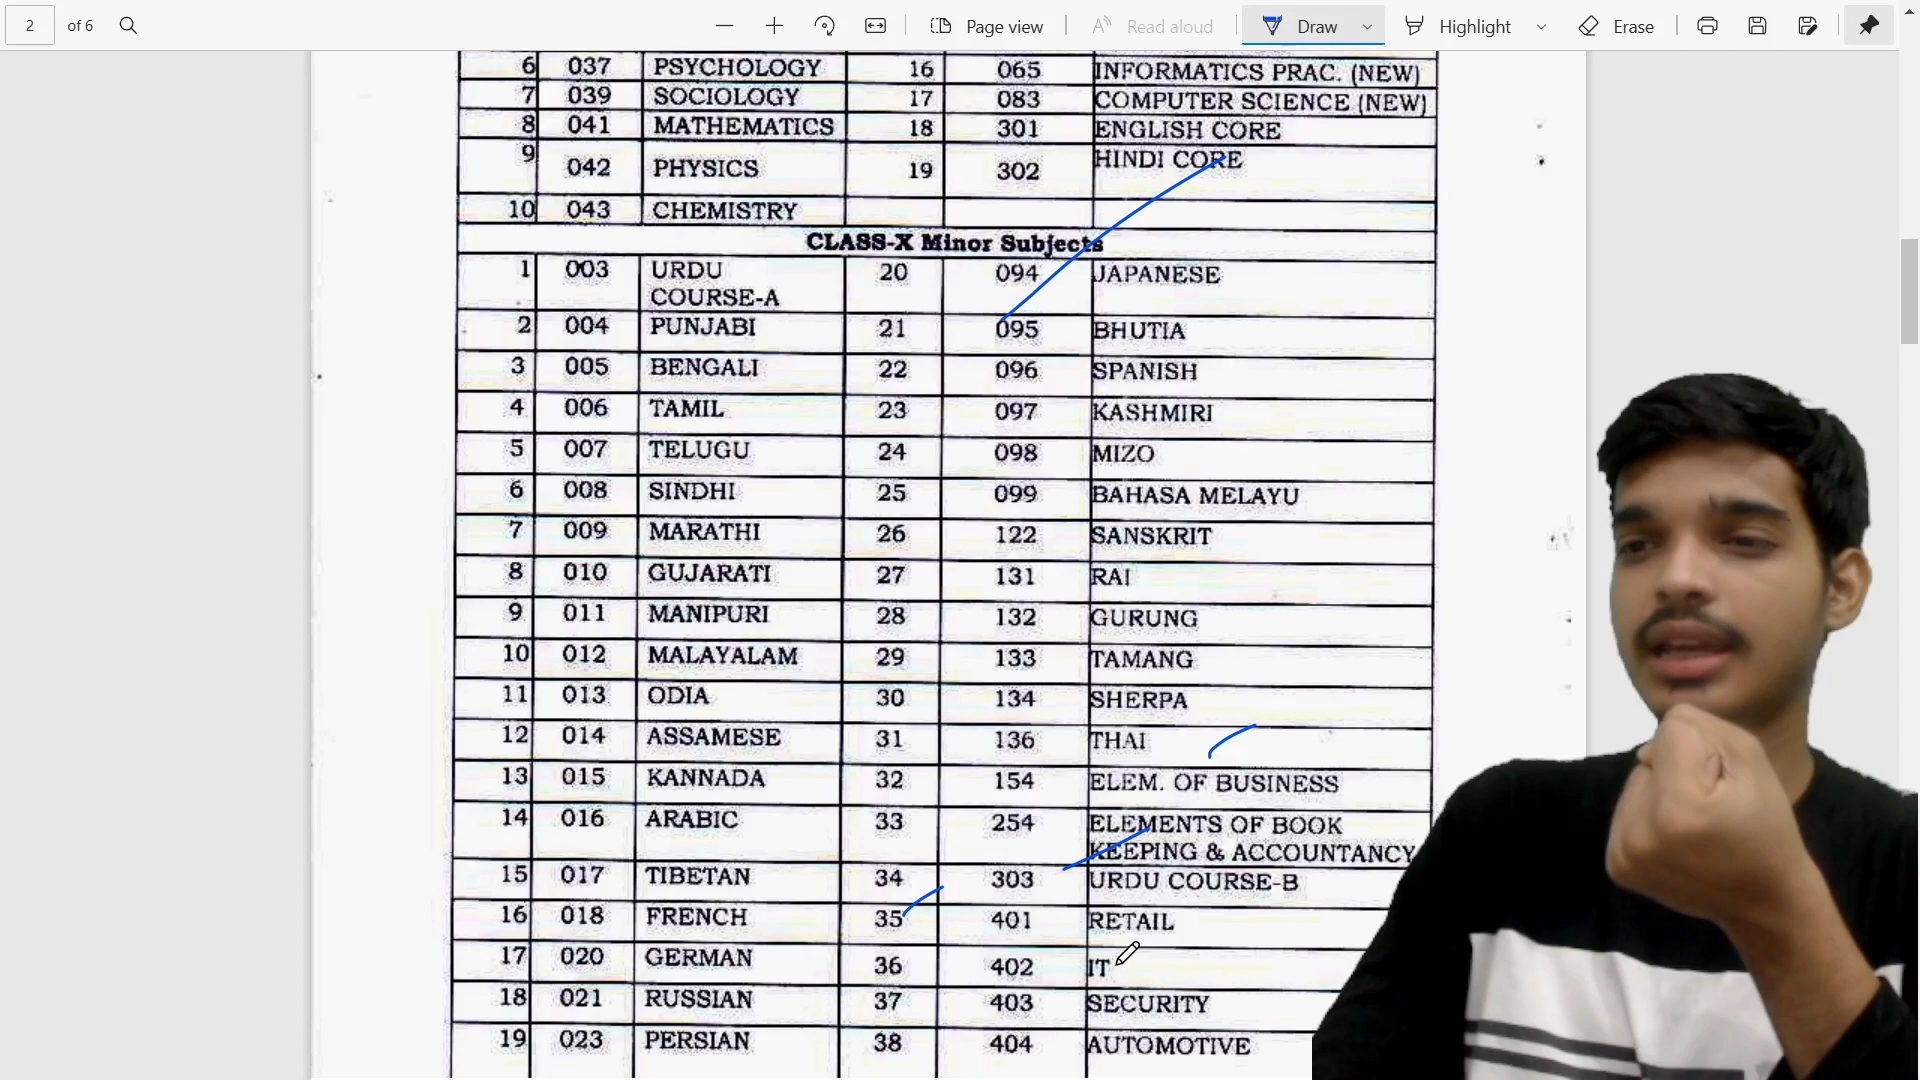 2 of 6 Page view Read aloud Draw Highlight Erase
6 037 PSYCHOLOGY 16 065 INFORMATICS PRAC. (NEW)
7 039 SOCIOLOGY 17 083 COMPUTER SCIENCE (NEW)
8 041 MATHEMATICS 18 301 ENGLISH CORE
9 042 PHYSICS 19 302 HINDI CORE
10 043 CHEMISTRY
CLASS-X Minor Subjects
1 003 URDU 20 094 JAPANESE
COURSE-A
2 004 PUNJABI 21 095 BHUTIA
3 005 BENGALI 22 096 SPANISH
4 006 TAMIL 23 097 KASHMIRI
5 007 TELUGU 24 098 MIZO
6 008 SINDHI 25 099 BAHASA MELAYU
7 009 MARATHI 26 122 SANSKRIT
8 010 GUJARATI 27 131 RAI
9 011 MANIPURI 28 132 GURUNG
10 012 MALAYALAM 29 133 TAMANG
11 013 ODIA 30 134 SHERPA
12 014 ASSAMESE 31 136 THAI
13 015 KANNADA 32 154 ELEM. OF BUSINESS
14 016 ARABIC 33 254 ELEMENTS OF BOOK
KEEPING & ACCOUNTANCY
15 017 TIBETAN 34 303 URDU COURSE-B
16 018 FRENCH 35 401 RETAIL
17 020 GERMAN 36 402 IT
18 021 RUSSIAN 37 403 SECURITY
19 023 PERSIAN 38 404 AUTOMOTIVE